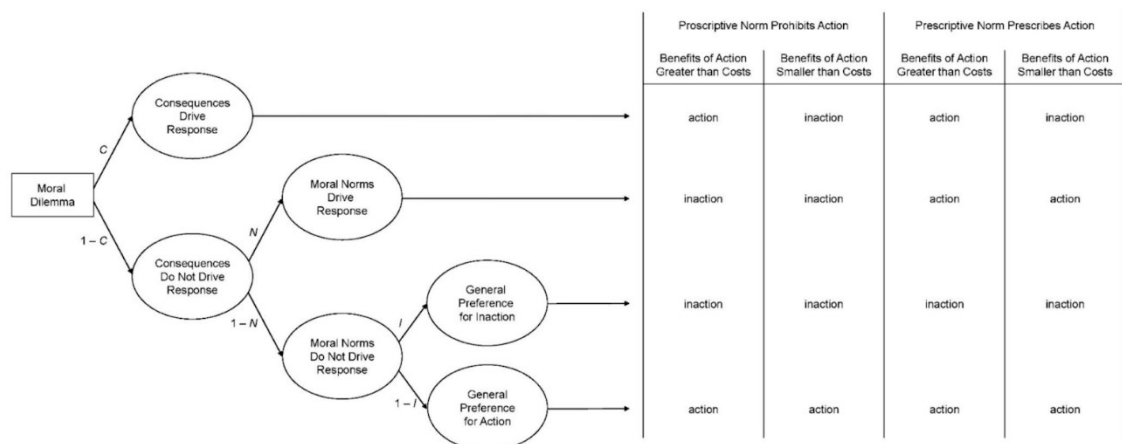 Proscriptive Norm Prohibits Action
Prescriptive Norm Prescribes Action
Benefits of Action
Greater than Costs
Benefits of Action
Smaller than Costs
Benefits of Action
Greater than Costs
Benefits of Action
Smaller than Costs
Consequences
Drive
Response
action
inaction
action
inaction
C
Moral
Dilemma
Moral Norms
Drive
Response
inaction
inaction
action
action
1 – C
N
Consequences
Do Not Drive
Response
General
Preference
for Inaction
inaction
inaction
inaction
inaction
1 – N
I
Moral Norms
Do Not Drive
Response
1 – I
General
Preference
for Action
action
action
action
action